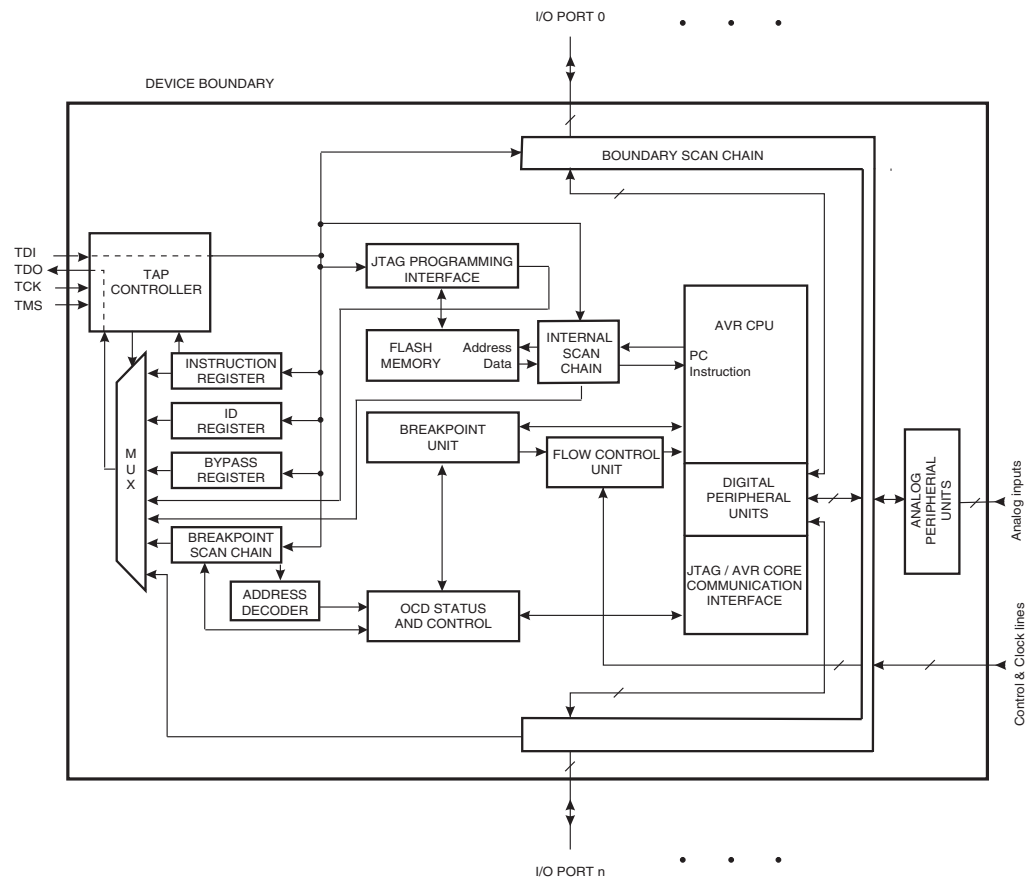 I/O PORT 0
DEVICE BOUNDARY
BOUNDARY SCAN CHAIN
TDI
TDO
TCK
TMS
TAP
CONTROLLER
JTAG PROGRAMMING
INTERFACE
AVR CPU
FLASH
MEMORY
Address
Data
INTERNAL
SCAN
CHAIN
PC
Instruction
INSTRUCTION
REGISTER
ID
REGISTER
M
U
X
BREAKPOINT
UNIT
FLOW CONTROL
UNIT
BYPASS
REGISTER
DIGITAL
PERIPHERAL
UNITS
ANALOG
PERIPHERIAL
UNITS
Analog inputs
BREAKPOINT
SCAN CHAIN
JTAG / AVR CORE
COMMUNICATION
INTERFACE
ADDRESS
DECODER
OCD STATUS
AND CONTROL
Control & Clock lines
I/O PORT n